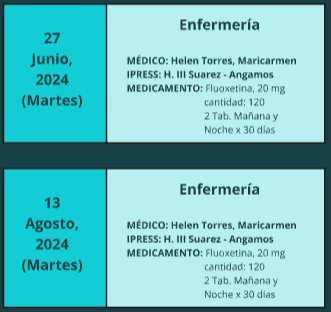 27
Junio,
2024
(Martes)
Enfermería
MÉDICO: Helen Torres, Maricarmen
IPRESS: H. III Suarez - Angamos
MEDICAMENTO: Fluoxetina, 20 mg
cantidad: 120
2 Tab. Mañana y
Noche x 30 días
13
Agosto,
2024
(Martes)
Enfermería
MÉDICO: Helen Torres, Maricarmen
IPRESS: H. III Suarez - Angamos
MEDICAMENTO: Fluoxetina, 20 mg
cantidad: 120
2 Tab. Mañana y
Noche x 30 días